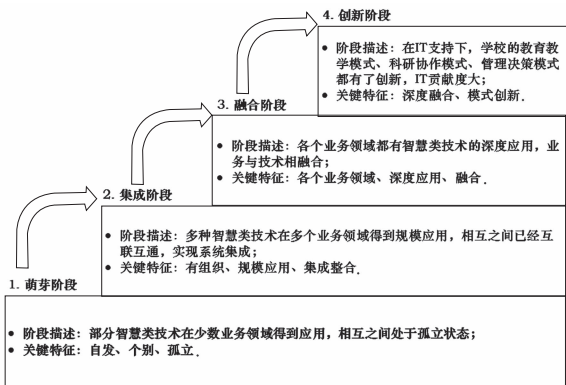 4. 创新阶段
• 阶段描述：在IT支持下，学校的教育教
学模式、科研协作模式、管理决策模式
都有了创新，IT贡献度大；
• 关键特征：深度融合、模式创新．
3. 融合阶段
• 阶段描述：各个业务领域都有智慧类技术的深度应用，业
务与技术相融合；
• 关键特征：各个业务领域、深度应用、融合．
2. 集成阶段
• 阶段描述：多种智慧类技术在多个业务领域得到规模应用，相互之间已经互
联互通，实现系统集成；
• 关键特征：有组织、规模应用、集成整合．
1. 萌芽阶段
• 阶段描述：部分智慧类技术在少数业务领域得到应用，相互之间处于孤立状态；
• 关键特征：自发、个别、孤立．